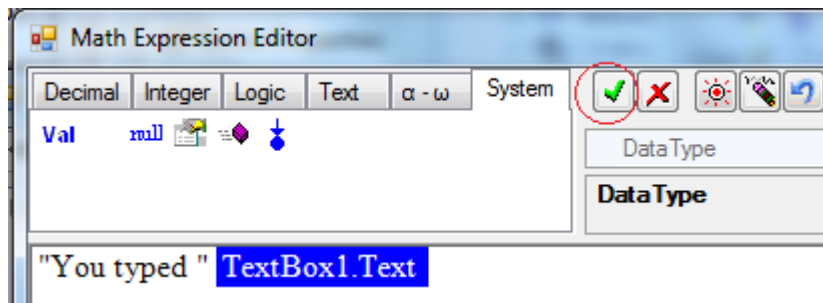 Math Expression Editor
Decimal Integer Logic Text α - ω System
Val null
DataType
DataType
"You typed " TextBox1.Text